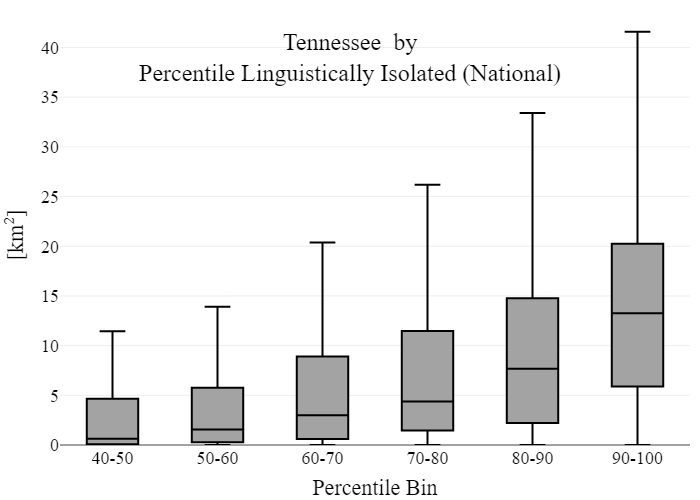 Tennessee  by
Percentile Linguistically Isolated (National)
[km²]
40
35
30
25
20
15
10
5
0
40-50 50-60 60-70 70-80 80-90 90-100
Percentile Bin